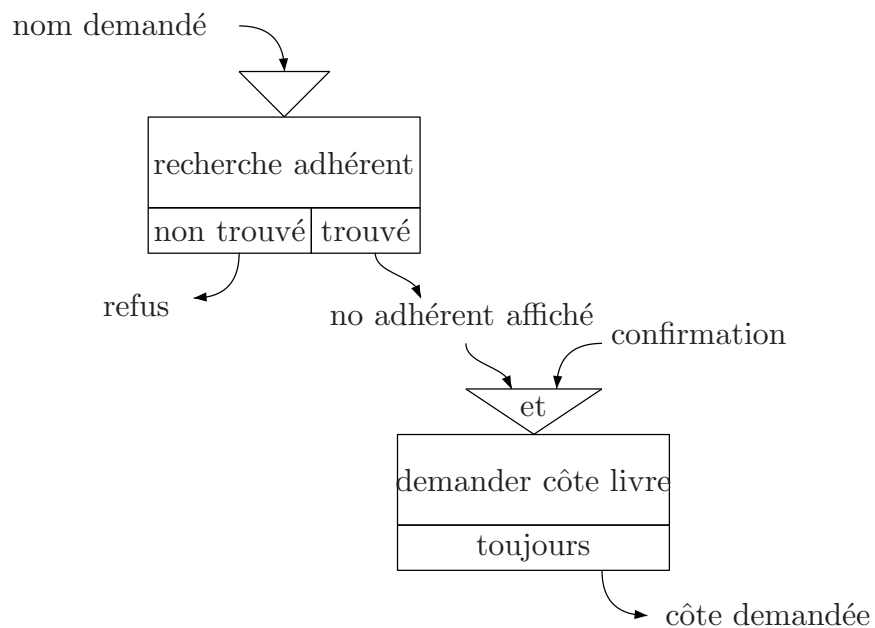 nom demandé
recherche adhérent
non trouvé
trouvé
refus
no adhérent affiché
confirmation
et
demander côte livre
toujours
côte demandée